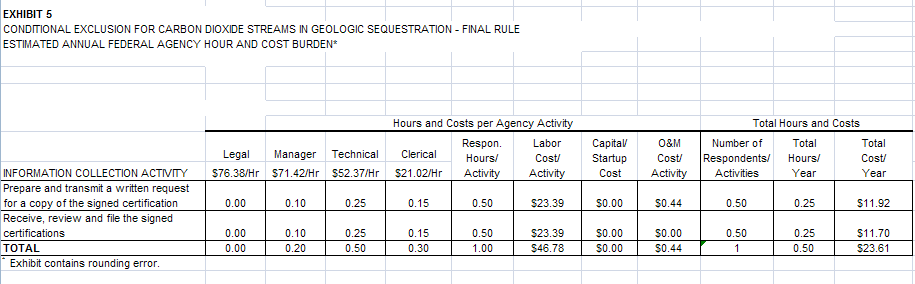 EXHIBIT 5
CONDITIONAL EXCLUSION FOR CARBON DIOXIDE STREAMS IN GEOLOGIC SEQUESTRATION - FINAL RULE
ESTIMATED ANNUAL FEDERAL AGENCY HOUR AND COST BURDEN*
Hours and Costs per Agency Activity Total Hours and Costs
Respon. Labor Capital/ O&M Number of Total Total
Legal Manager Technical Clerical Hours/ Cost/ Startup Cost/ Respondents/ Hours/ Cost/
INFORMATION COLLECTION ACTIVITY $76.38/Hr $71.42/Hr $52.37/Hr $21.02/Hr Activity Activity Cost Activity Activities Year Year
Prepare and transmit a written request
for a copy of the signed certification 0.00 0.10 0.25 0.15 0.50 $23.39 $0.00 $0.44 0.50 0.25 $11.92
Receive, review and file the signed
certifications 0.00 0.10 0.25 0.15 0.50 $23.39 $0.00 $0.00 0.50 0.25 $11.70
TOTAL 0.00 0.20 0.50 0.30 1.00 $46.78 $0.00 $0.44 1 0.50 $23.61
* Exhibit contains rounding error.